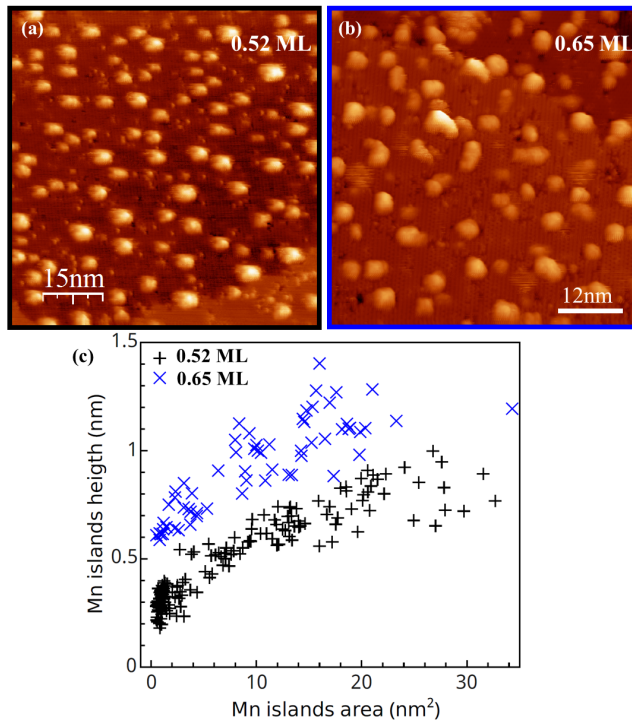 (a)
0.52 ML
15nm
(b)
0.65 ML
12nm
(c)
0.52 ML
0.65 ML
1.5
1
0.5
0
Mn islands heigth (nm)
0
10
20
30
Mn islands area (nm²)